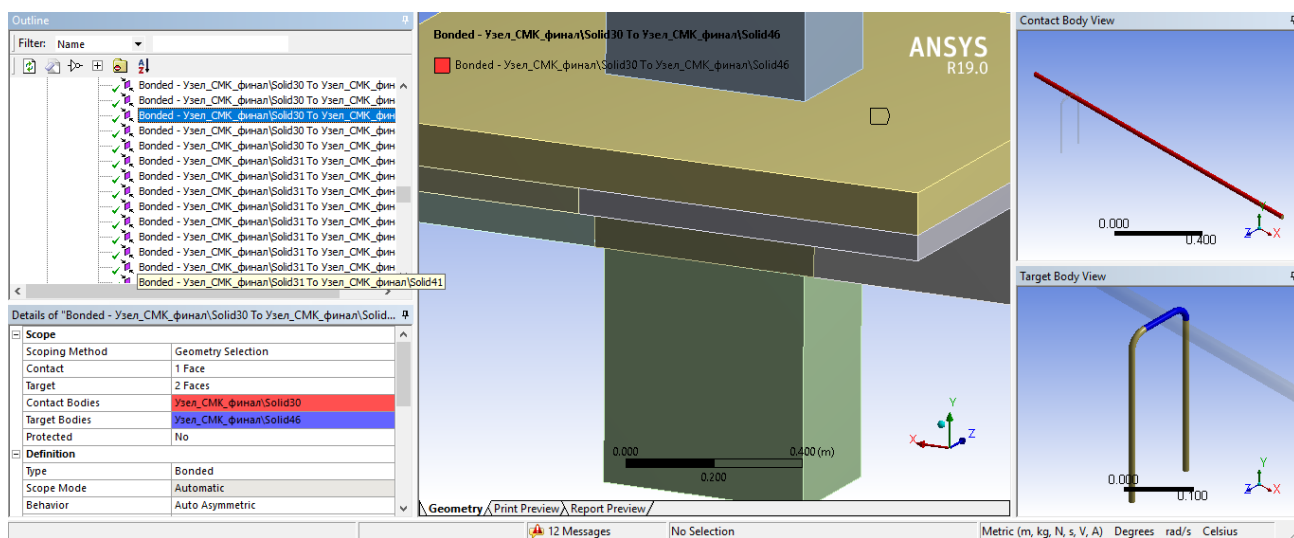 Outline
Filter: Name
Bonded - Узел_СМК_финал\Solid30 To Узел_СМК_фин
Bonded - Узел_СМК_финал\Solid30 To Узел_СМК_фин
Bonded - Узел_СМК_финал\Solid30 To Узел_СМК_фин
Bonded - Узел_СМК_финал\Solid30 To Узел_СМК_фин
Bonded - Узел_СМК_финал\Solid30 To Узел_СМК_фин
Bonded - Узел_СМК_финал\Solid31 To Узел_СМК_фин
Bonded - Узел_СМК_финал\Solid31 To Узел_СМК_фин
Bonded - Узел_СМК_финал\Solid31 To Узел_СМК_фин
Bonded - Узел_СМК_финал\Solid31 To Узел_СМК_фин
Bonded - Узел_СМК_финал\Solid31 To Узел_СМК_фин
Bonded - Узел_СМК_финал\Solid31 To Узел_СМК_фин
Bonded - Узел_СМК_финал\Solid31 To Узел_СМК_фин
Bonded - Узел_СМК_финал\Solid31 To Узел_СМК_фин
Bonded - Узел_СМК_финал\Solid31 To Узел_СМК_финал\Solid41
Details of "Bonded - Узел_СМК_финал\Solid30 To Узел_СМК_финал\Solid...
Scope
Scoping Method Geometry Selection
Contact 1 Face
Target 2 Faces
Contact Bodies Узел_СМК_финал\Solid30
Target Bodies Узел_СМК_финал\Solid46
Protected No
Definition
Type Bonded
Scope Mode Automatic
Behavior Auto Asymmetric
Bonded - Узел_СМК_финал\Solid30 To Узел_СМК_финал\Solid46
Bonded - Узел_СМК_финал\Solid30 To Узел_СМК_финал\Solid46
ANSYS
R19.0
0.000 0.400 (m)
0.200
X Y Z
Geometry Print Preview Report Preview
Contact Body View
0.000 0.400
Y Z X
Target Body View
0.000 0.100
Y Z X
12 Messages No Selection Metric (m, kg, N, s, V, A) Degrees rad/s Celsius